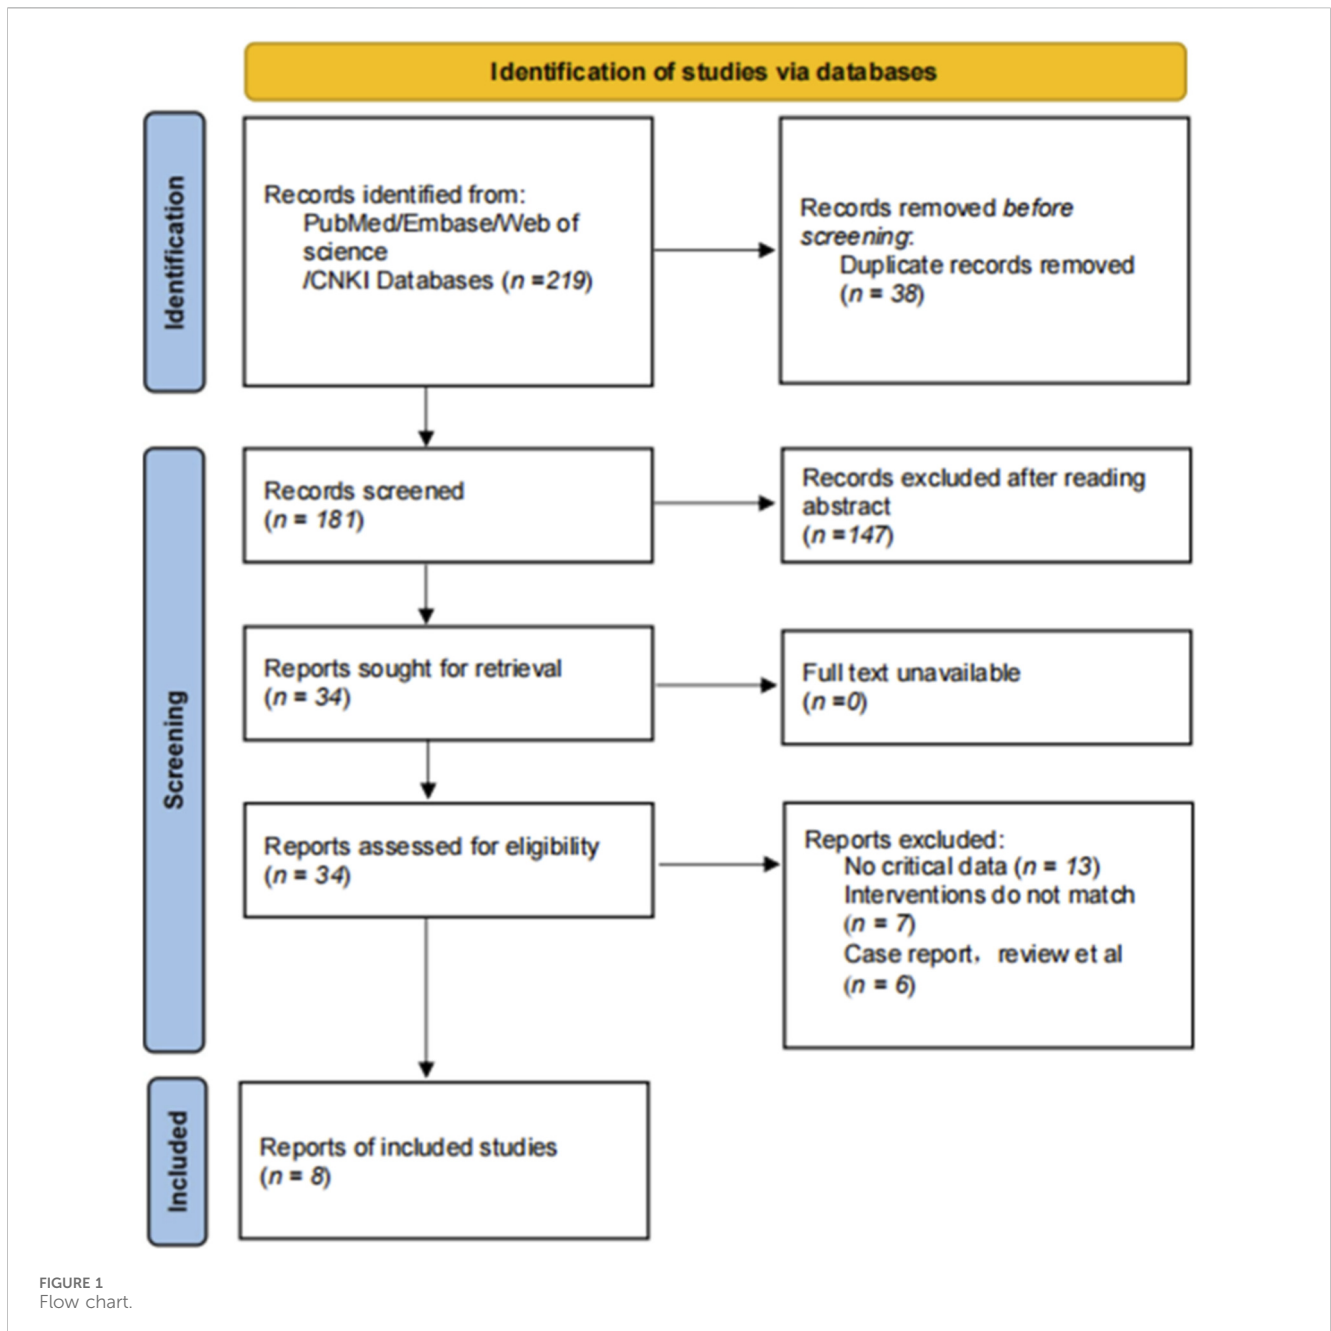 Identification of studies via databases
Identification
Records identified from:
PubMed/Embase/Web of
science
/CNKI Databases (n =219)
Records removed before
screening:
Duplicate records removed
(n = 38)
Screening
Records screened
(n = 181)
Records excluded after reading
abstract
(n =147)
Reports sought for retrieval
(n = 34)
Full text unavailable
(n =0)
Reports assessed for eligibility
(n = 34)
Reports excluded:
No critical data (n = 13)
Interventions do not match
(n = 7)
Case report，review et al
(n = 6)
Included
Reports of included studies
(n = 8)
FIGURE 1
Flow chart.